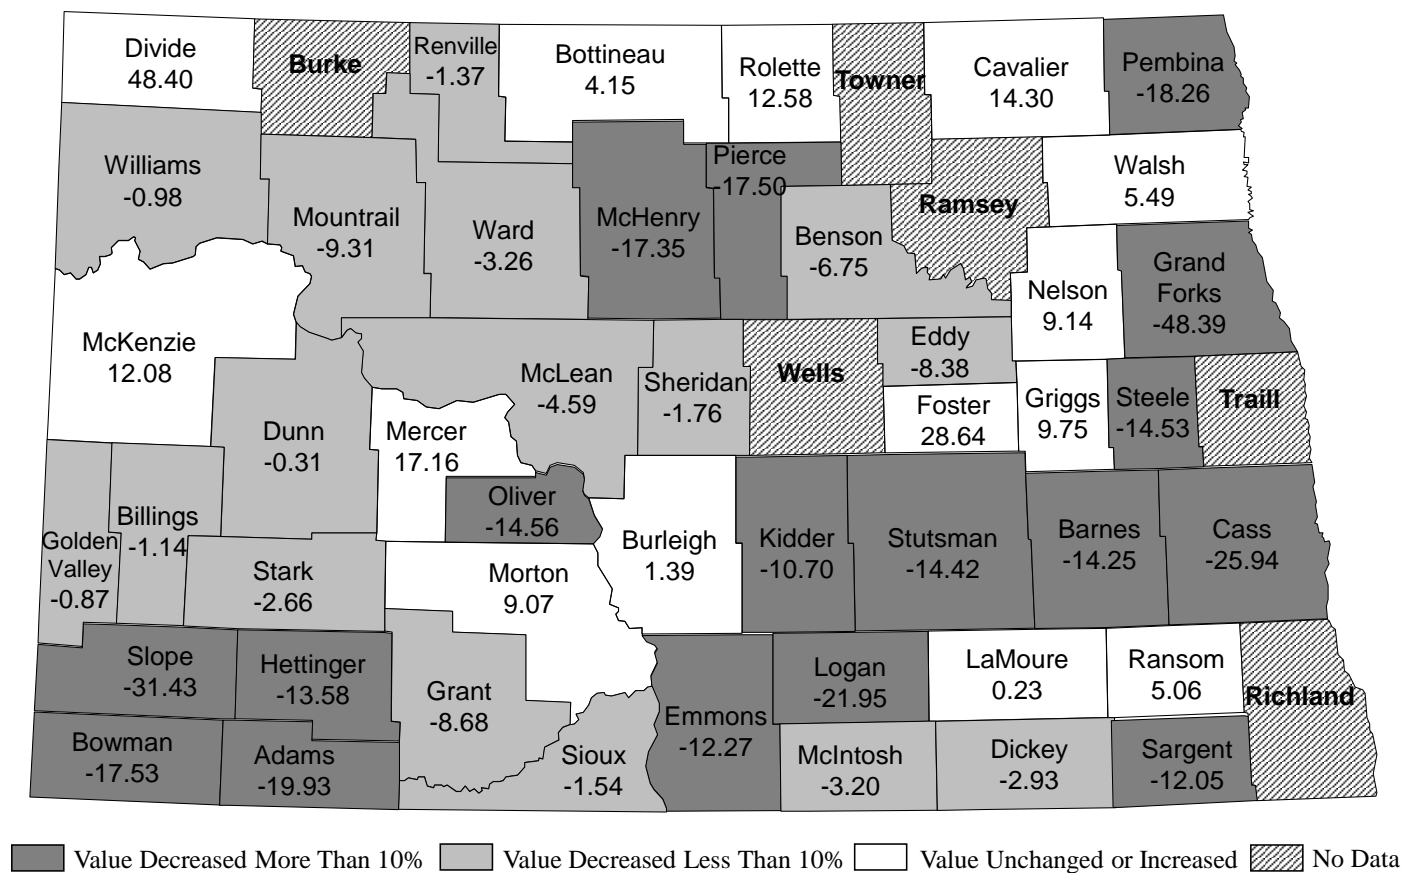 Divide
48.40
Burke
Renville
-1.37
Bottineau
4.15
Rolette
12.58
Towner
Cavalier
14.30
Pembina
-18.26
Williams
-0.98
Mountrail
-9.31
Ward
-3.26
McHenry
-17.35
Pierce
-17.50
Benson
-6.75
Ramsey
Walsh
5.49
Nelson
9.14
Grand
Forks
-48.39
McKenzie
12.08
Dunn
-0.31
Mercer
17.16
McLean
-4.59
Sheridan
-1.76
Wells
Eddy
-8.38
Foster
28.64
Griggs
9.75
Steele
-14.53
Traill
Golden
Valley
-0.87
Billings
-1.14
Stark
-2.66
Oliver
-14.56
Morton
9.07
Burleigh
1.39
Kidder
-10.70
Stutsman
-14.42
Barnes
-14.25
Cass
-25.94
Slope
-31.43
Hettinger
-13.58
Grant
-8.68
Emmons
-12.27
Logan
-21.95
LaMoure
0.23
Ransom
5.06
Richland
Bowman
-17.53
Adams
-19.93
Sioux
-1.54
McIntosh
-3.20
Dickey
-2.93
Sargent
-12.05
Value Decreased More Than 10%
Value Decreased Less Than 10%
Value Unchanged or Increased
No Data